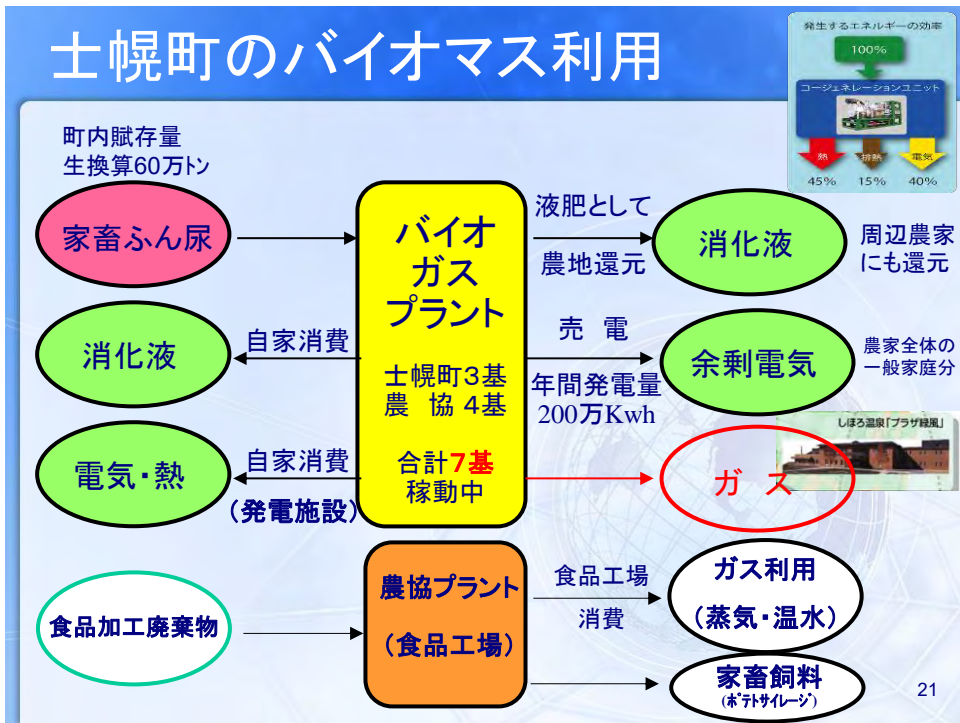 士幌町のバイオマス利用
発生するエネルギーの効率
100%
コージェネレーションユニット
熱
排熱
電気
45%
15%
40%
町内賦存量
生換算60万トン
家畜ふん尿
バイオ
ガス
プラント
士幌町3基
農 協 4基
合計7基
稼動中
液肥として
農地還元
消化液
周辺農家
にも還元
消化液
自家消費
売 電
年間発電量
200万Kwh
余剰電気
農家全体の
一般家庭分
電気・熱
自家消費
(発電施設)
ガ ス
しほろ温泉「プラザ緑風」
食品加工廃棄物
農協プラント
(食品工場)
食品工場
消費
ガス利用
(蒸気・温水)
家畜飼料
(ポテトサイレージ)
21